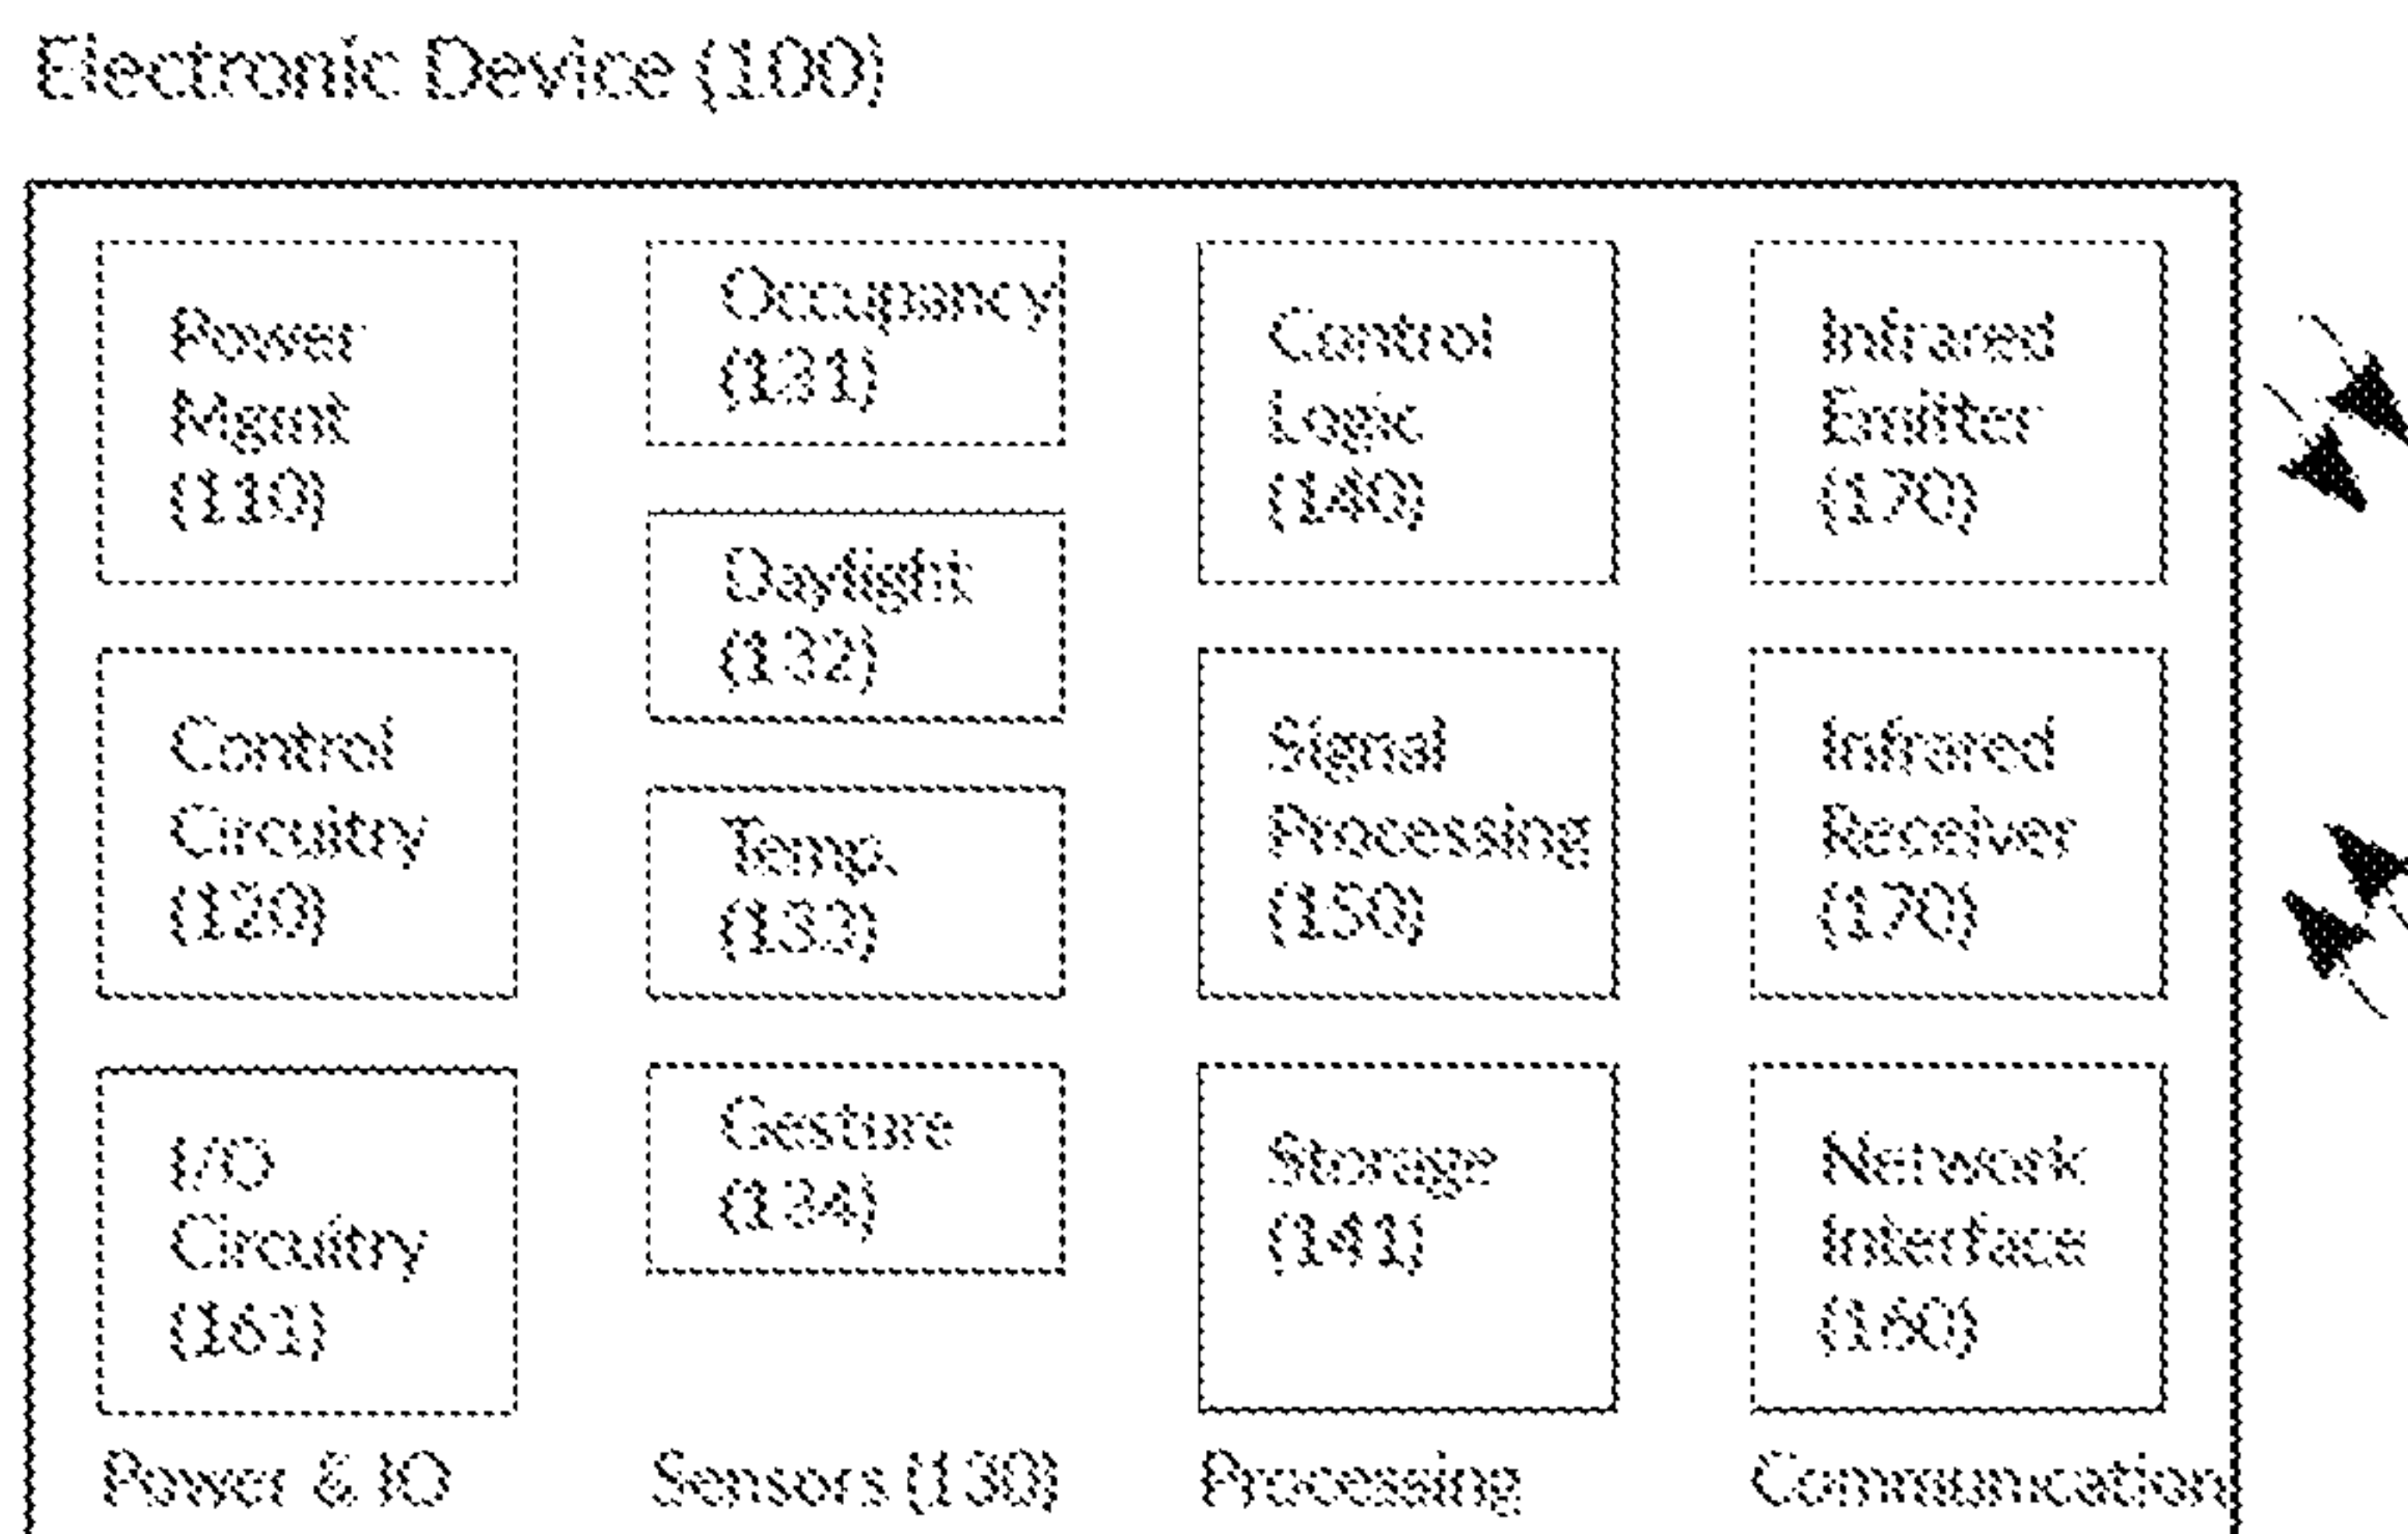 Electronic Device (100)
Power
Mgmt
(110)
Control
Circuitry
(120)
I/O
Circuitry
(161)
Power & IO
Occupancy
(131)
Daylight
(132)
Temp.
(133)
Gesture
(134)
Sensors (130)
Control
Logic
(140)
Signal
Processing
(150)
Storage
(141)
Processing
Infrared
Emitter
(170)
Infrared
Receiver
(170)
Network
Interface
(160)
Communication